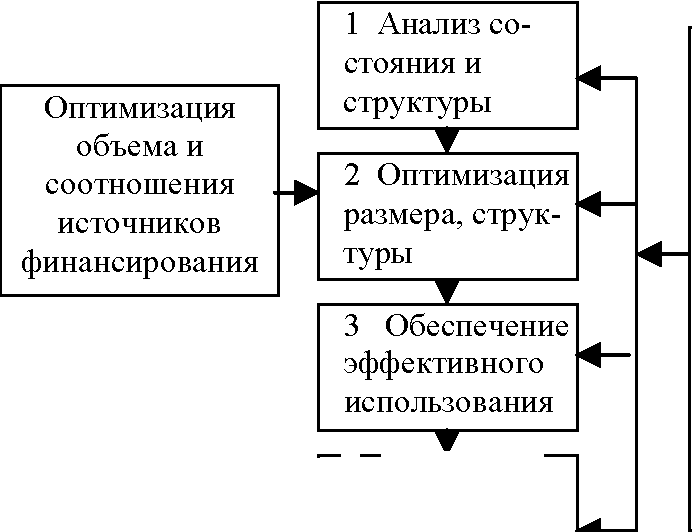 Оптимизация
объема и
соотношения
источников
финансирования
1 Анализ со-
стояния и
структуры
2 Оптимизация
размера, струк-
туры
3 Обеспечение
эффективного
использования